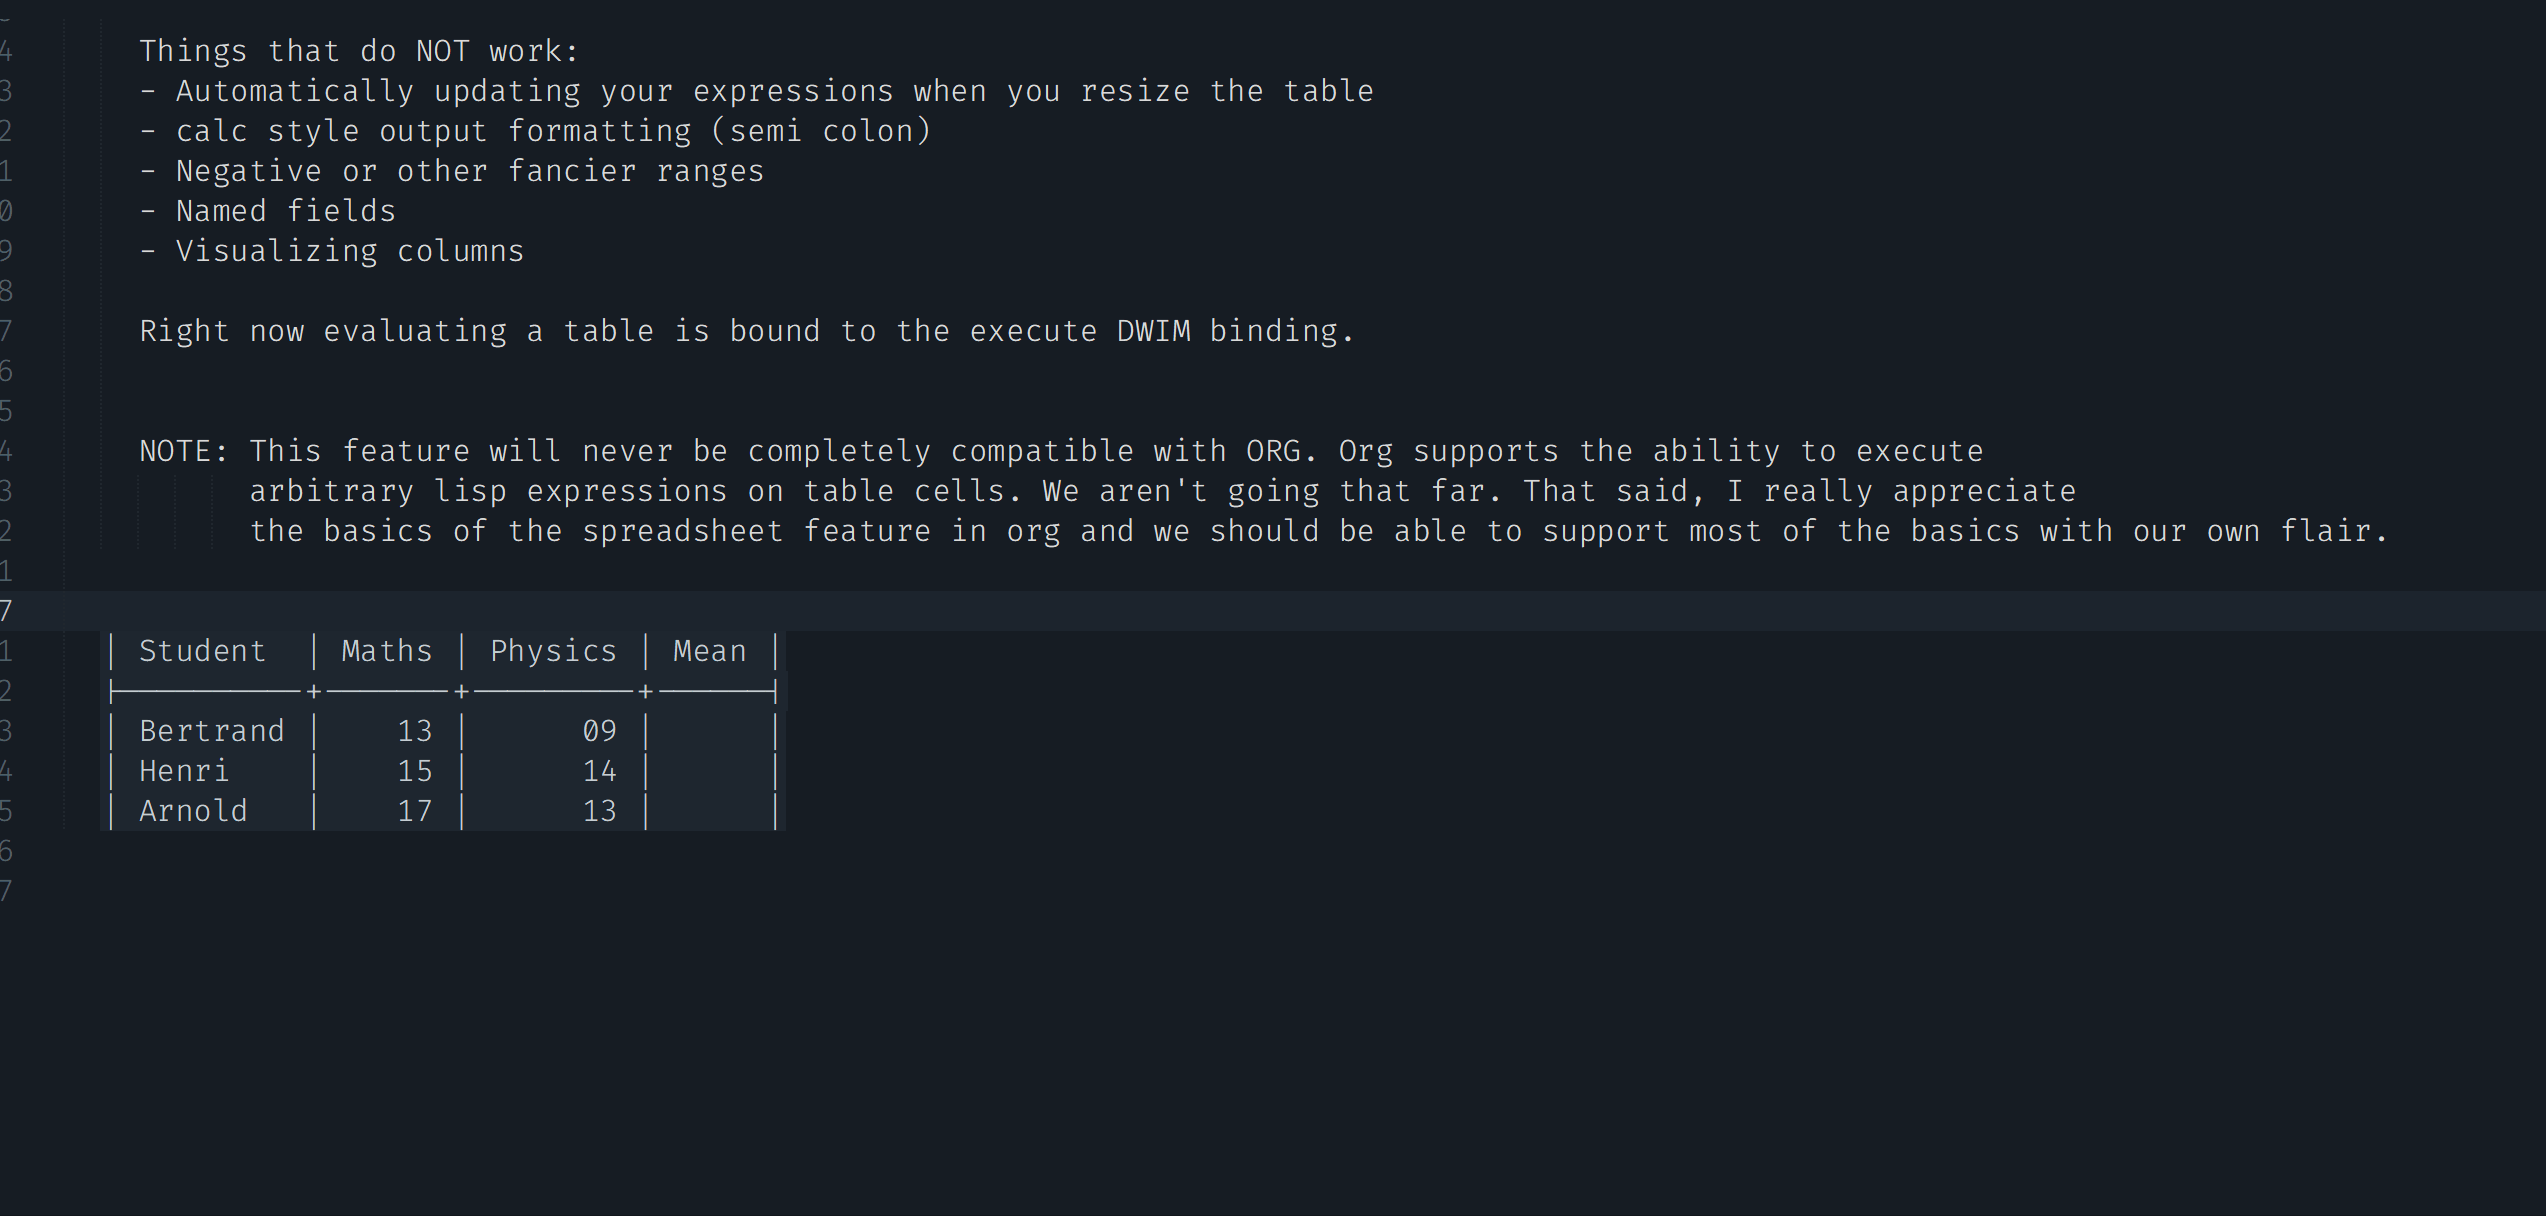 4 Things that do NOT work:
3 - Automatically updating your expressions when you resize the table
2 - calc style output formatting (semi colon)
1 - Negative or other fancier ranges
0 - Named fields
9 - Visualizing columns
8
7 Right now evaluating a table is bound to the execute DWIM binding.
6
5
4 NOTE: This feature will never be completely compatible with ORG. Org supports the ability to execute
3 arbitrary lisp expressions on table cells. We aren't going that far. That said, I really appreciate
2 the basics of the spreadsheet feature in org and we should be able to support most of the basics with our own flair.
1
7
1 | Student | Maths | Physics | Mean |
2 |----------+-------+---------+------|
3 | Bertrand | 13 | 09 | |
4 | Henri | 15 | 14 | |
5 | Arnold | 17 | 13 | |
6
7